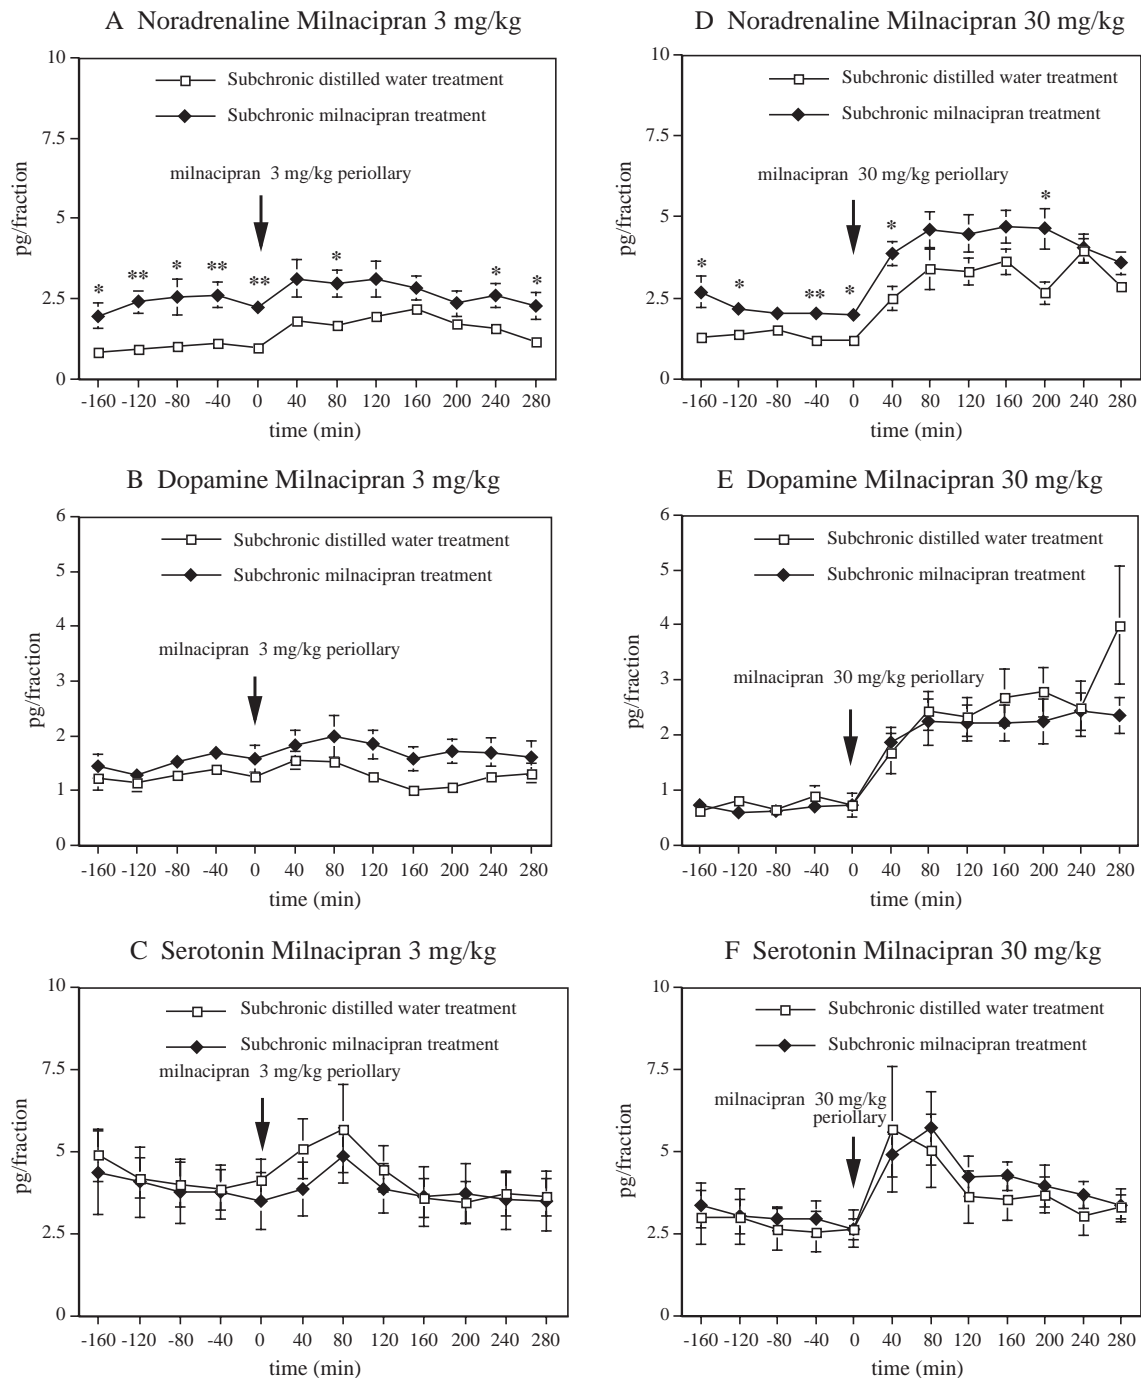 A Noradrenaline Milnacipran 3 mg/kg
10
7.5
5
2.5
0
pg/fraction
Subchronic distilled water treatment
Subchronic milnacipran treatment
milnacipran 3 mg/kg periollary
* ** * ** ** * * *
-160 -120 -80 -40 0 40 80 120 160 200 240 280
time (min)
D Noradrenaline Milnacipran 30 mg/kg
10
7.5
5
2.5
0
pg/fraction
Subchronic distilled water treatment
Subchronic milnacipran treatment
milnacipran 30 mg/kg periollary
* * ** * * *
-160 -120 -80 -40 0 40 80 120 160 200 240 280
time (min)
B Dopamine Milnacipran 3 mg/kg
6
5
4
3
2
1
0
pg/fraction
Subchronic distilled water treatment
Subchronic milnacipran treatment
milnacipran 3 mg/kg periollary
-160 -120 -80 -40 0 40 80 120 160 200 240 280
time (min)
E Dopamine Milnacipran 30 mg/kg
6
5
4
3
2
1
0
pg/fraction
Subchronic distilled water treatment
Subchronic milnacipran treatment
milnacipran 30 mg/kg periollary
-160 -120 -80 -40 0 40 80 120 160 200 240 280
time (min)
C Serotonin Milnacipran 3 mg/kg
10
7.5
5
2.5
0
pg/fraction
Subchronic distilled water treatment
Subchronic milnacipran treatment
milnacipran 3 mg/kg periollary
-160 -120 -80 -40 0 40 80 120 160 200 240 280
time (min)
F Serotonin Milnacipran 30 mg/kg
10
7.5
5
2.5
0
pg/fraction
Subchronic distilled water treatment
Subchronic milnacipran treatment
milnacipran 30 mg/kg
periollary
-160 -120 -80 -40 0 40 80 120 160 200 240 280
time (min)